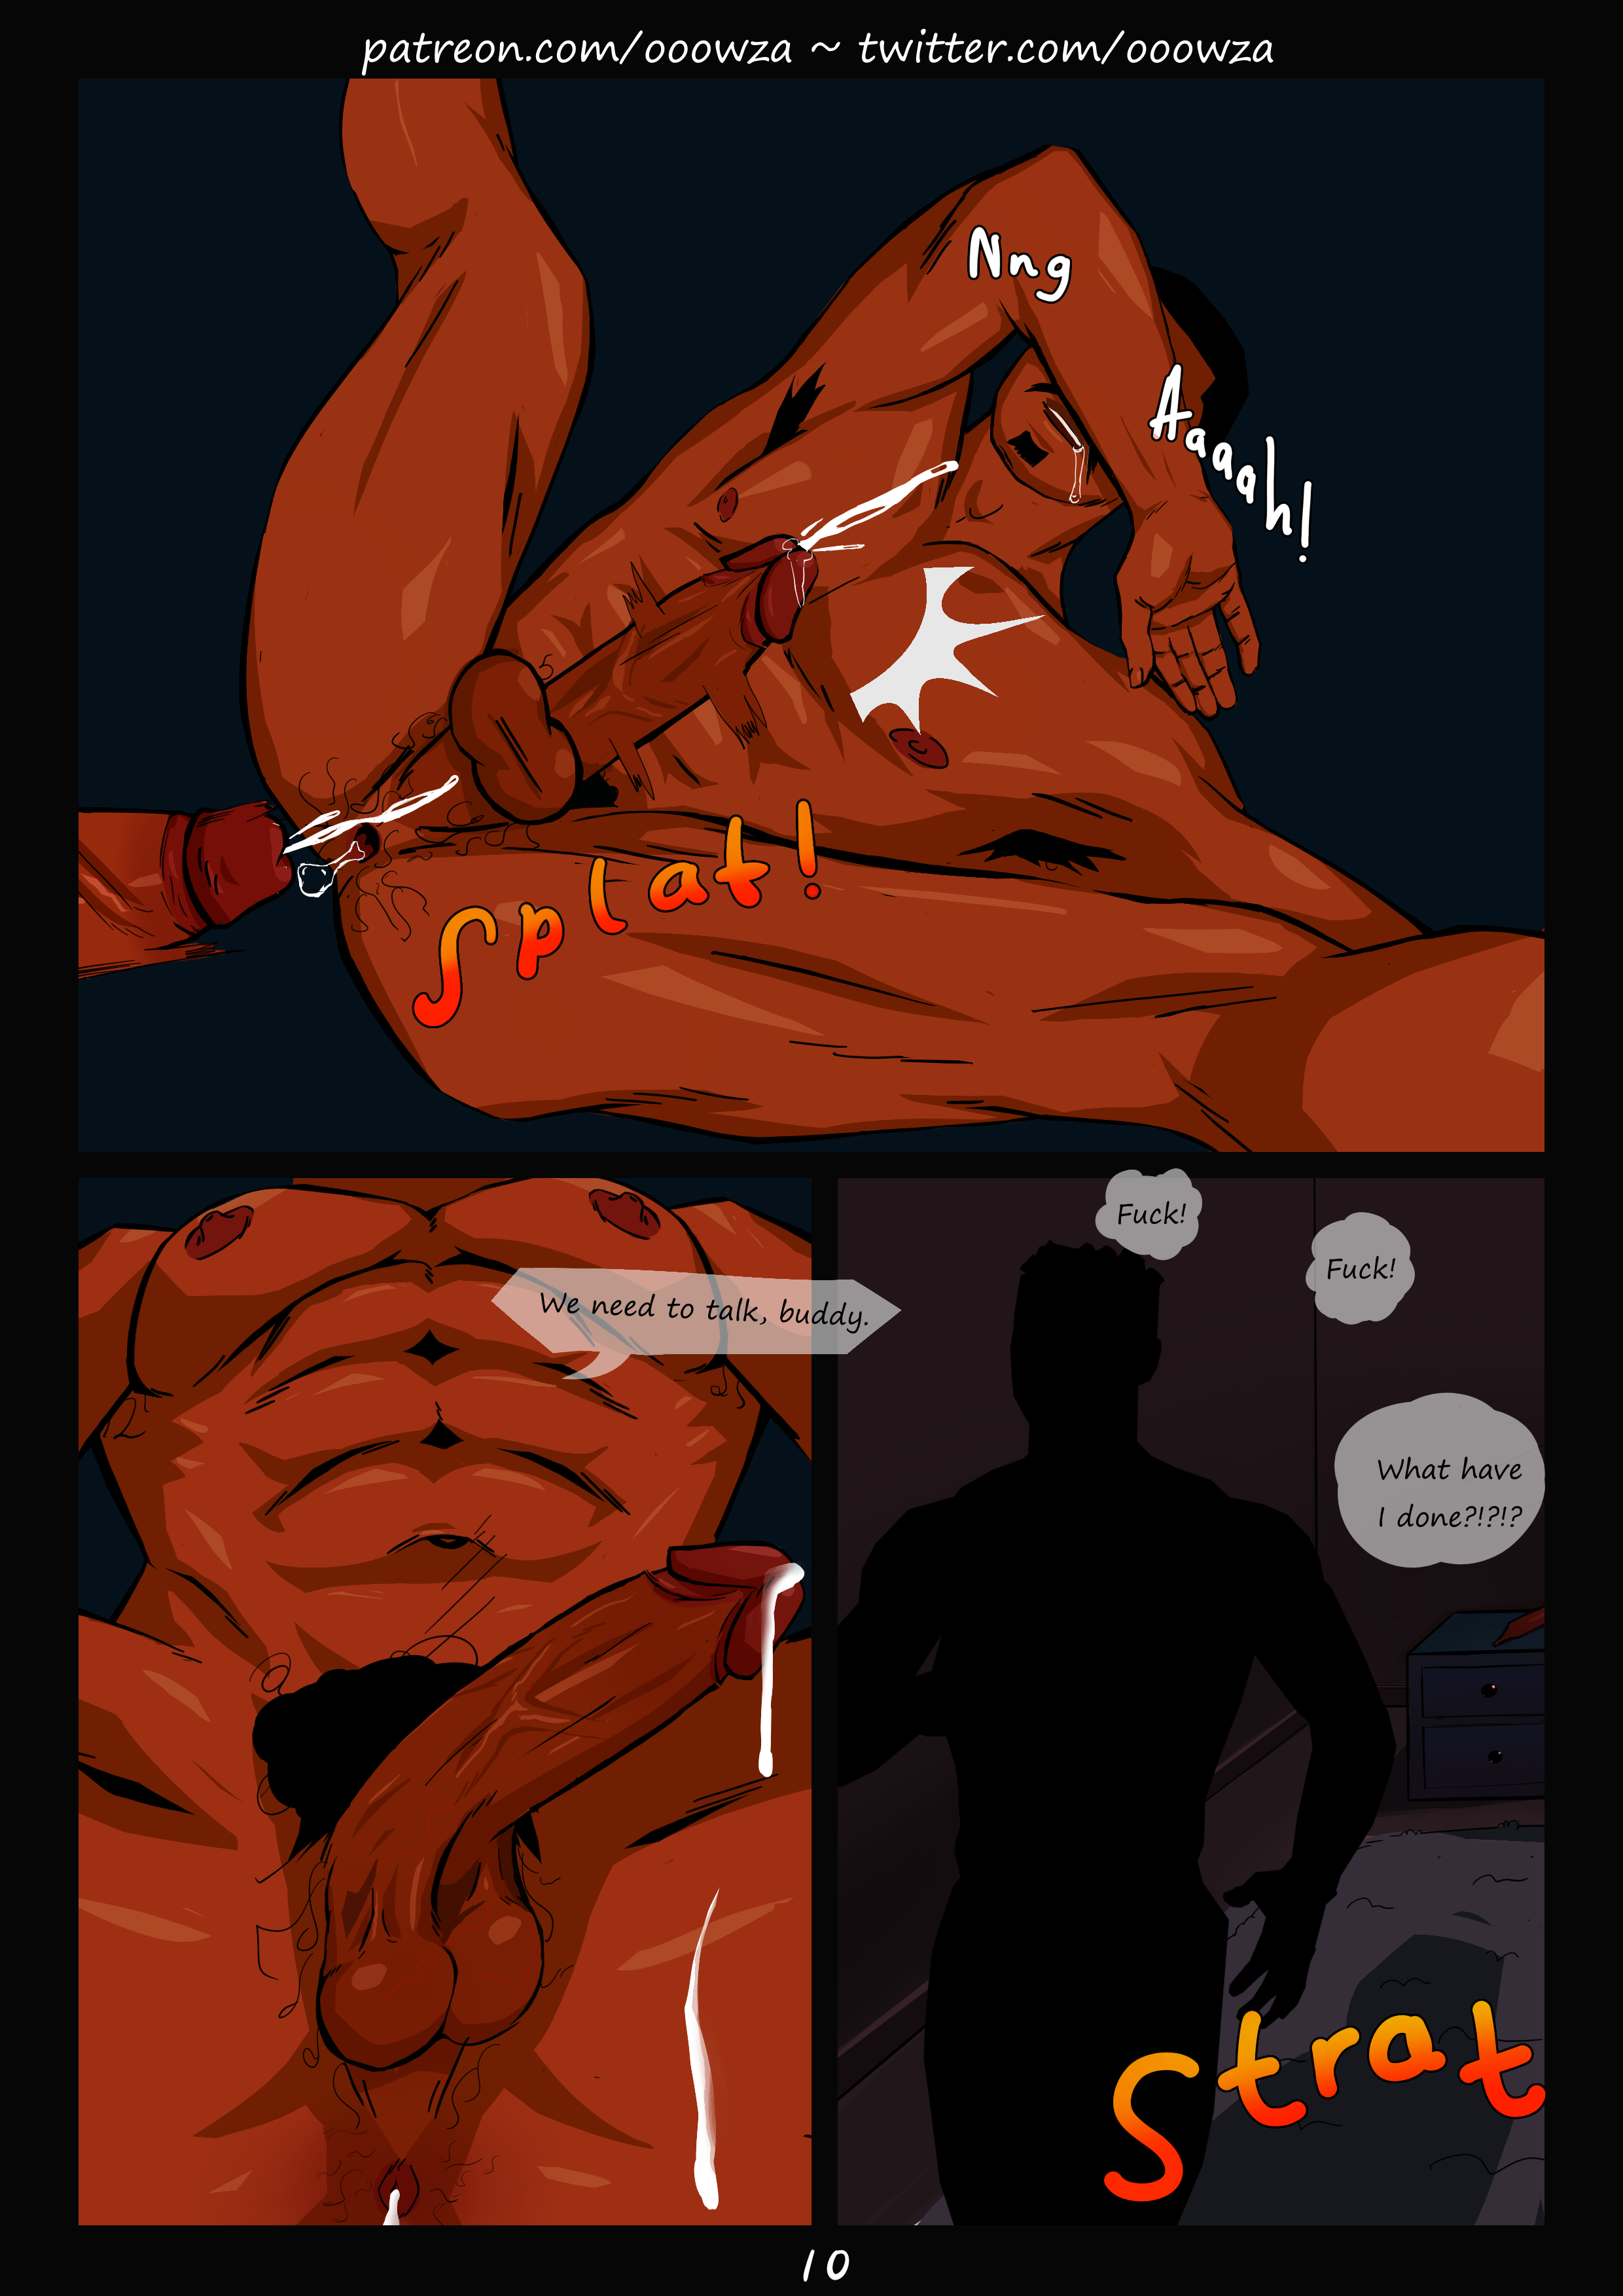 patreon.com/ooowza ~ twitter.com/ooowza
Nng
Aaaah!
Splat!
We need to talk, buddy.
Fuck!
Fuck!
What have
I done?!?!?
Strat
10